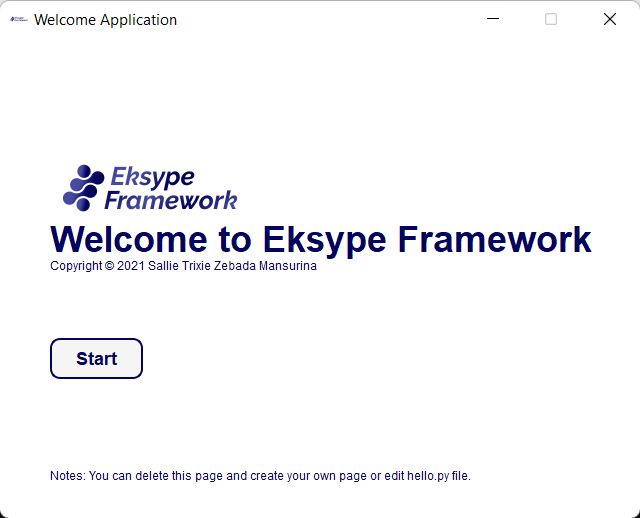 Welcome Application
Eksype
Framework
Welcome to Eksype Framework
Copyright © 2021 Sallie Trixie Zebada Mansurina
Start
Notes: You can delete this page and create your own page or edit hello.py file.